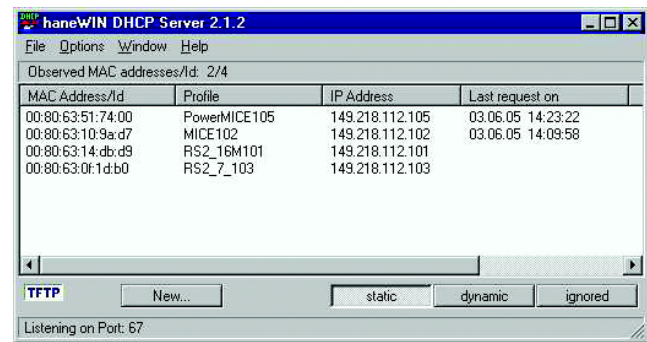 DHCP haneWIN DHCP Server 2.1.2
File Options Window Help
Observed MAC addresses/Id: 2/4
MAC Address/Id Profile IP Address Last request on
00:80:63:51:74:00 PowerMICE105 149.218.112.105 03.06.05 14:23:22
00:80:63:10:9a:d7 MICE102 149.218.112.102 03.06.05 14:09:58
00:80:63:14:db:d9 RS2_16M101 149.218.112.101
00:80:63:0f:1d:b0 RS2_7_103 149.218.112.103
TFTP New... static dynamic ignored
Listening on Port: 67